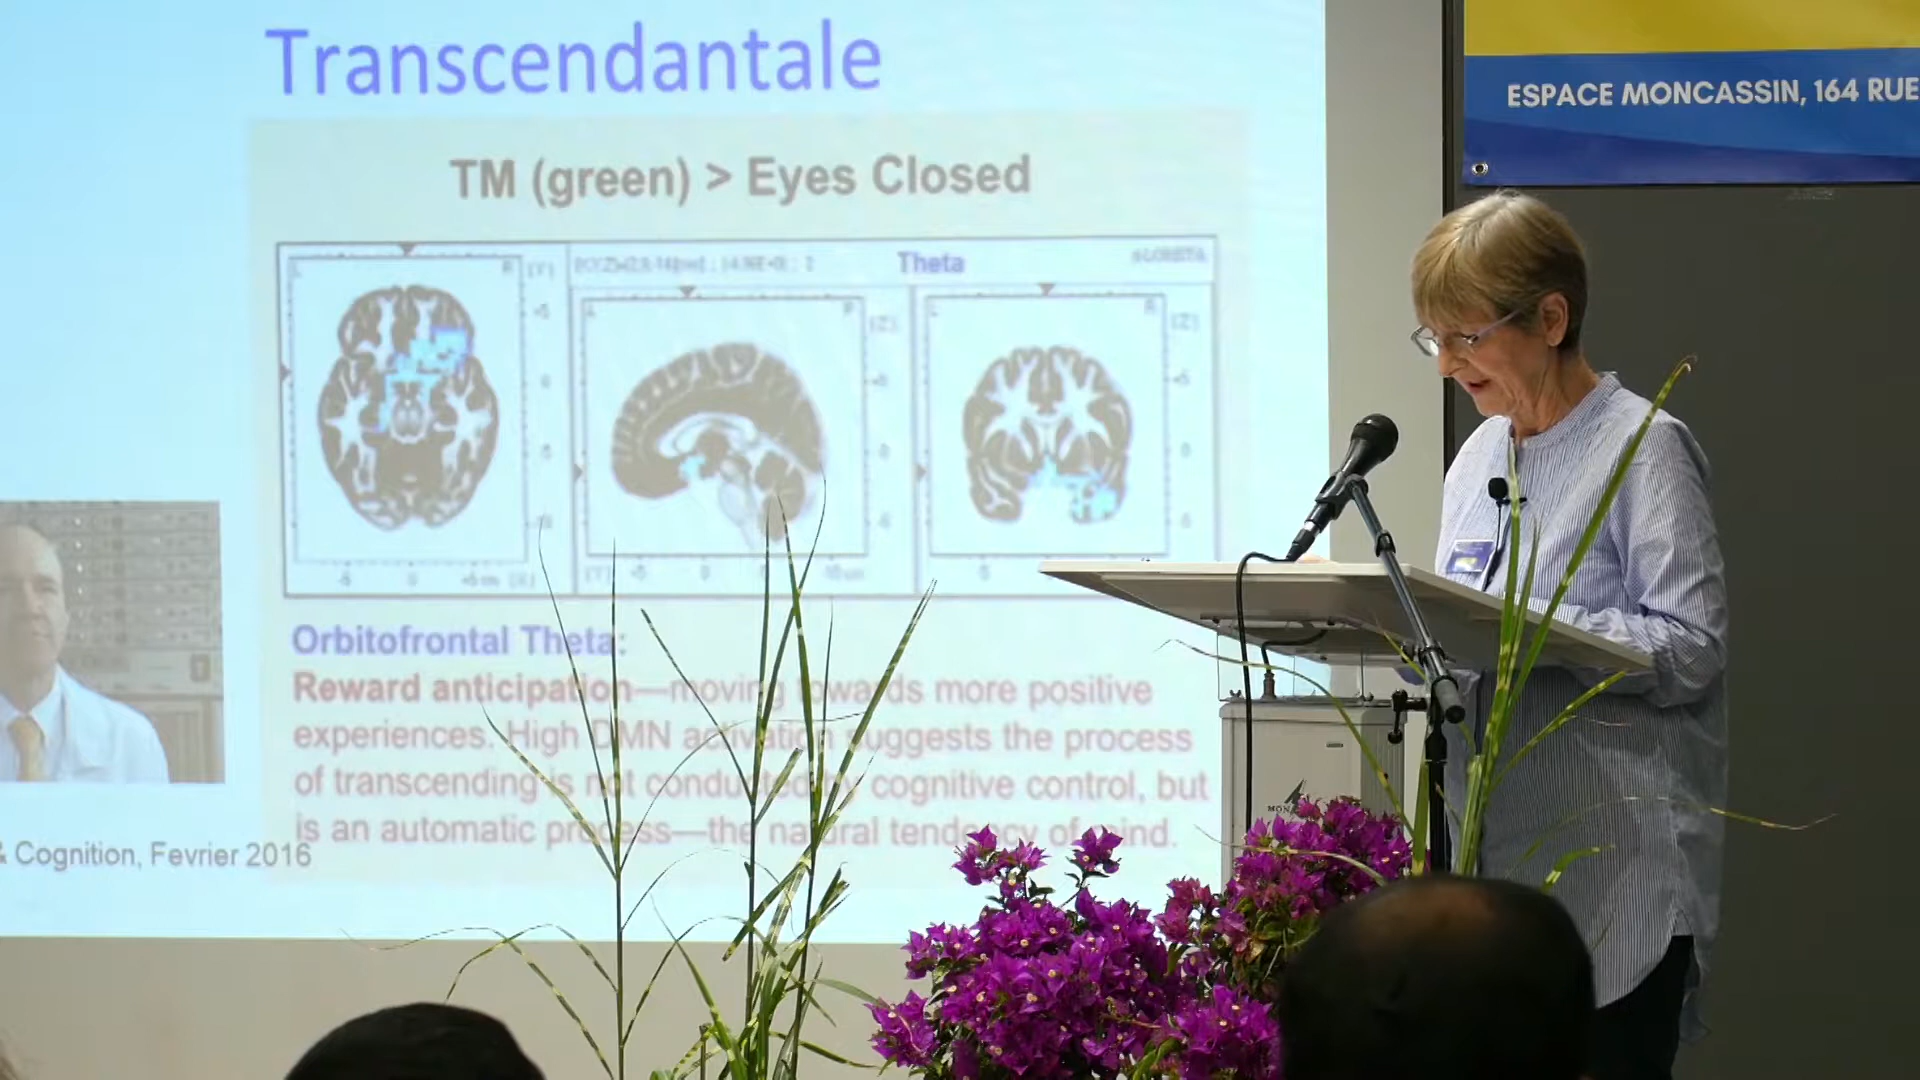 Transcendantale
ESPACE MONCASSIN, 164 RUE
TM (green) > Eyes Closed
Theta
Orbitofrontal Theta:
Reward anticipation—moving towards more positive
experiences. High DMN activation suggests the process
of transcending is not conducted by cognitive control, but
is an automatic process—the natural tendency of mind.
& Cognition, Fevrier 2016